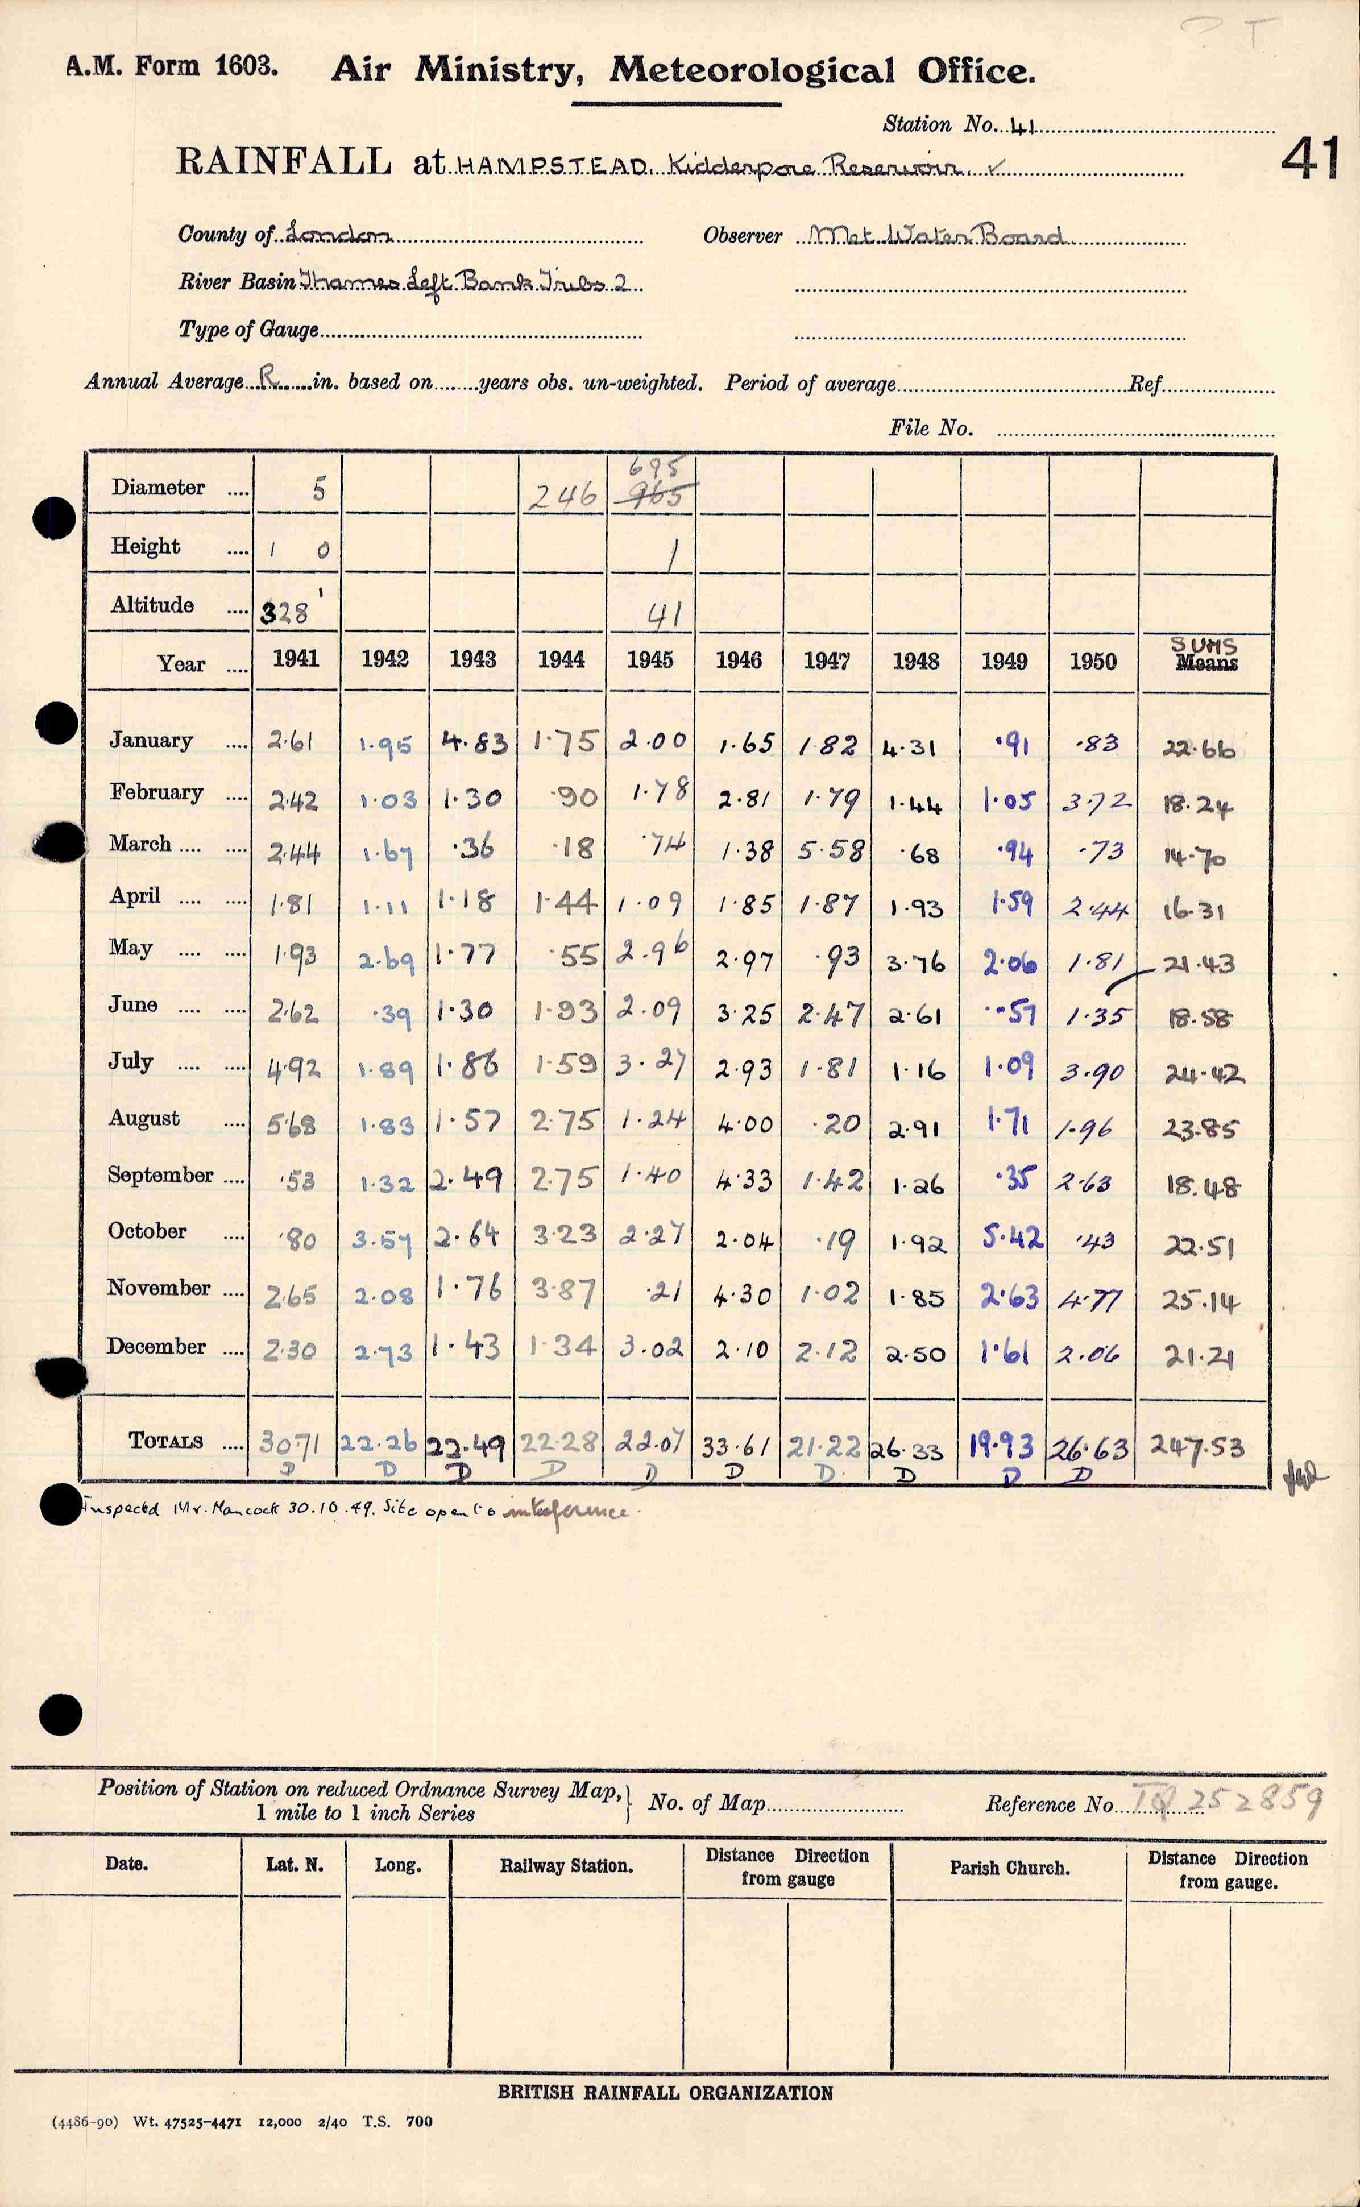 ? T
A.M. Form 1603. Air Ministry, Meteorological Office.
Station No. 41
41
RAINFALL at HAMPSTEAD. Kidderpore Reservoir. ✓
County of London Observer Met. Water Board
River Basin Thames Left Bank Tribs 2
Type of Gauge
Annual Average R in. based on years obs. un-weighted. Period of average Ref.
File No.
695
Diameter .... 5 246 965
Height .... 1 0 1
Altitude .... 328' 41
SUMS
Year .... 1941 1942 1943 1944 1945 1946 1947 1948 1949 1950 Means
January .... 2.61 1.95 4.83 1.75 2.00 1.65 1.82 4.31 .91 .83 22.66
February .... 2.42 1.03 1.30 .90 1.78 2.81 1.79 1.44 1.05 3.72 18.24
March .... .... 2.44 1.67 .36 .18 .74 1.38 5.58 .68 .94 .73 14.70
April .... .... 1.81 1.11 1.18 1.44 1.09 1.85 1.87 1.93 1.59 2.44 16.31
May .... .... 1.93 2.69 1.77 .55 2.96 2.97 .93 3.76 2.06 1.81 21.43
June .... .... 2.62 .39 1.30 1.93 2.09 3.25 2.47 2.61 .57 1.35 18.58
July .... .... 4.92 1.89 1.86 1.59 3.27 2.93 1.81 1.16 1.09 3.90 24.42
August .... 5.68 1.83 1.57 2.75 1.24 4.00 .20 2.91 1.71 1.96 23.85
September .... .53 1.32 2.49 2.75 1.40 4.33 1.42 1.26 .35 2.63 18.48
October .... .80 3.57 2.64 3.23 2.27 2.04 .19 1.92 5.42 .43 22.51
November .... 2.65 2.08 1.76 3.87 .21 4.30 1.02 1.85 2.63 4.77 25.14
December .... 2.30 2.73 1.43 1.34 3.02 2.10 2.12 2.50 1.61 2.06 21.21
TOTALS .... 30.71 22.26 22.49 22.28 22.07 33.61 21.22 26.33 19.93 26.63 247.53
D D D D D D D D D D
Inspected Mr. Hancock 30.10.49. Site open to interference.
Position of Station on reduced Ordnance Survey Map,
1 mile to 1 inch Series
No. of Map Reference No. TQ 252859
Date. Lat. N. Long. Railway Station. Distance from gauge Direction Parish Church. Distance Direction from gauge.
BRITISH RAINFALL ORGANIZATION
(4486-90) Wt. 47525-4471 12,000 2/40 T.S. 700